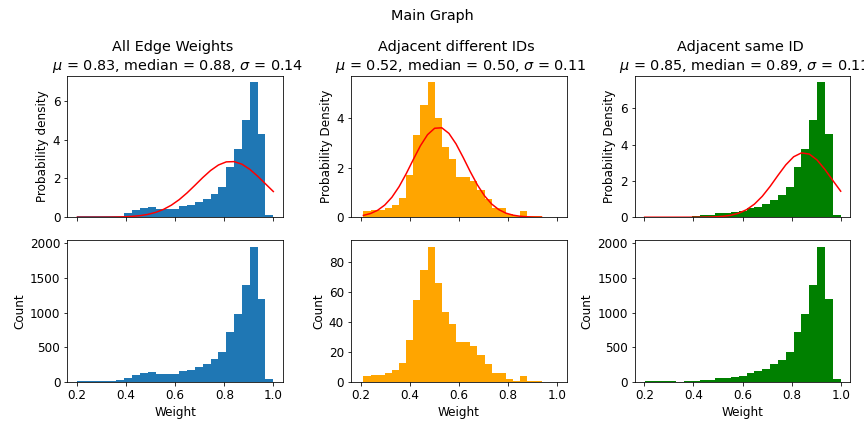 Main Graph
All Edge Weights
μ = 0.83, median = 0.88, σ = 0.14
Adjacent different IDs
μ = 0.52, median = 0.50, σ = 0.11
Adjacent same ID
μ = 0.85, median = 0.89, σ = 0.11
Probability density
6
4
2
0
Probability Density
4
2
0
Probability Density
6
4
2
0
Count
2000
1500
1000
500
0
0.2 0.4 0.6 0.8 1.0
Weight
Count
80
60
40
20
0
0.2 0.4 0.6 0.8 1.0
Weight
Count
2000
1500
1000
500
0
0.2 0.4 0.6 0.8 1.0
Weight